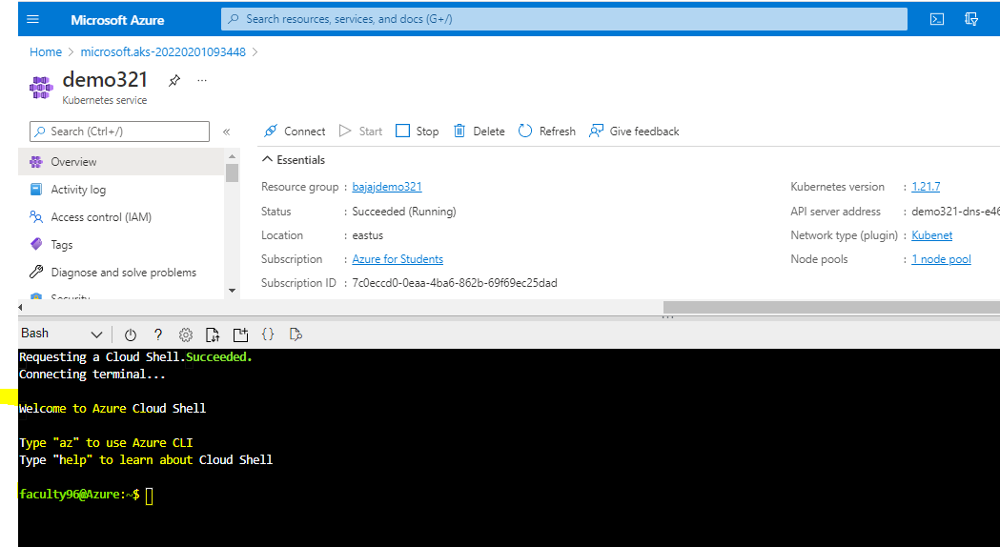 Microsoft Azure
Search resources, services, and docs (G+/)
Home > microsoft.aks-20220201093448 >
demo321
...
Kubernetes service
Search (Ctrl+/)
«
Overview
Activity log
Access control (IAM)
Tags
Diagnose and solve problems
Security
Connect Start Stop Delete Refresh Give feedback
Essentials
Resource group : bajajdemo321
Status : Succeeded (Running)
Location : eastus
Subscription : Azure for Students
Subscription ID : 7c0eccd0-0eaa-4ba6-862b-69f69ec25dad
Kubernetes version : 1.21.7
API server address : demo321-dns-e46
Network type (plugin) : Kubenet
Node pools : 1 node pool
Bash
? {}
Requesting a Cloud Shell.Succeeded.
Connecting terminal...
Welcome to Azure Cloud Shell
Type "az" to use Azure CLI
Type "help" to learn about Cloud Shell
faculty96@Azure:~$